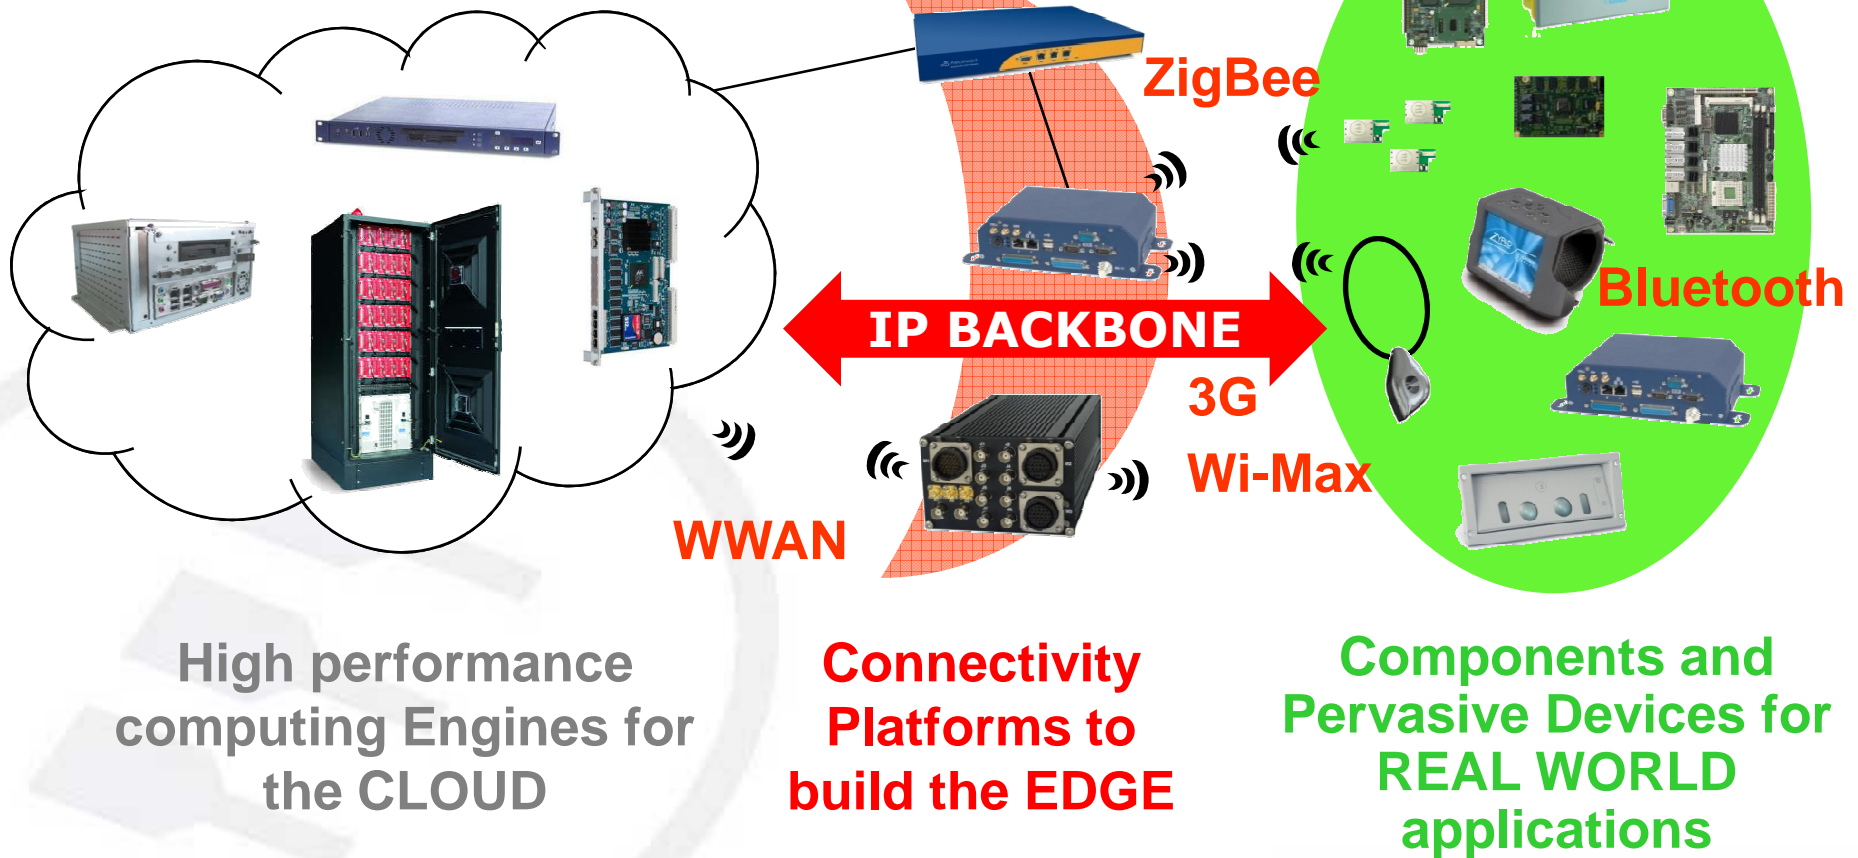 ZigBee
Bluetooth
IP BACKBONE
3G
Wi-Max
WWAN
High performance
computing Engines for
the CLOUD
Connectivity
Platforms to
build the EDGE
Components and
Pervasive Devices for
REAL WORLD
applications